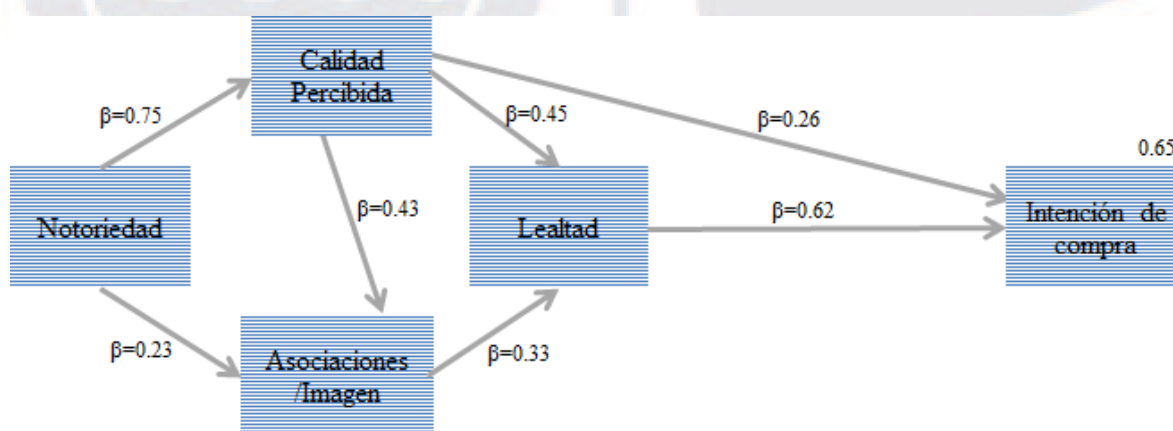 Calidad
Percibida
β=0.75
β=0.45
β=0.26
0.65
Notoriedad
β=0.43
Lealtad
β=0.62
Intención de
compra
β=0.23
Asociaciones
/Imagen
β=0.33